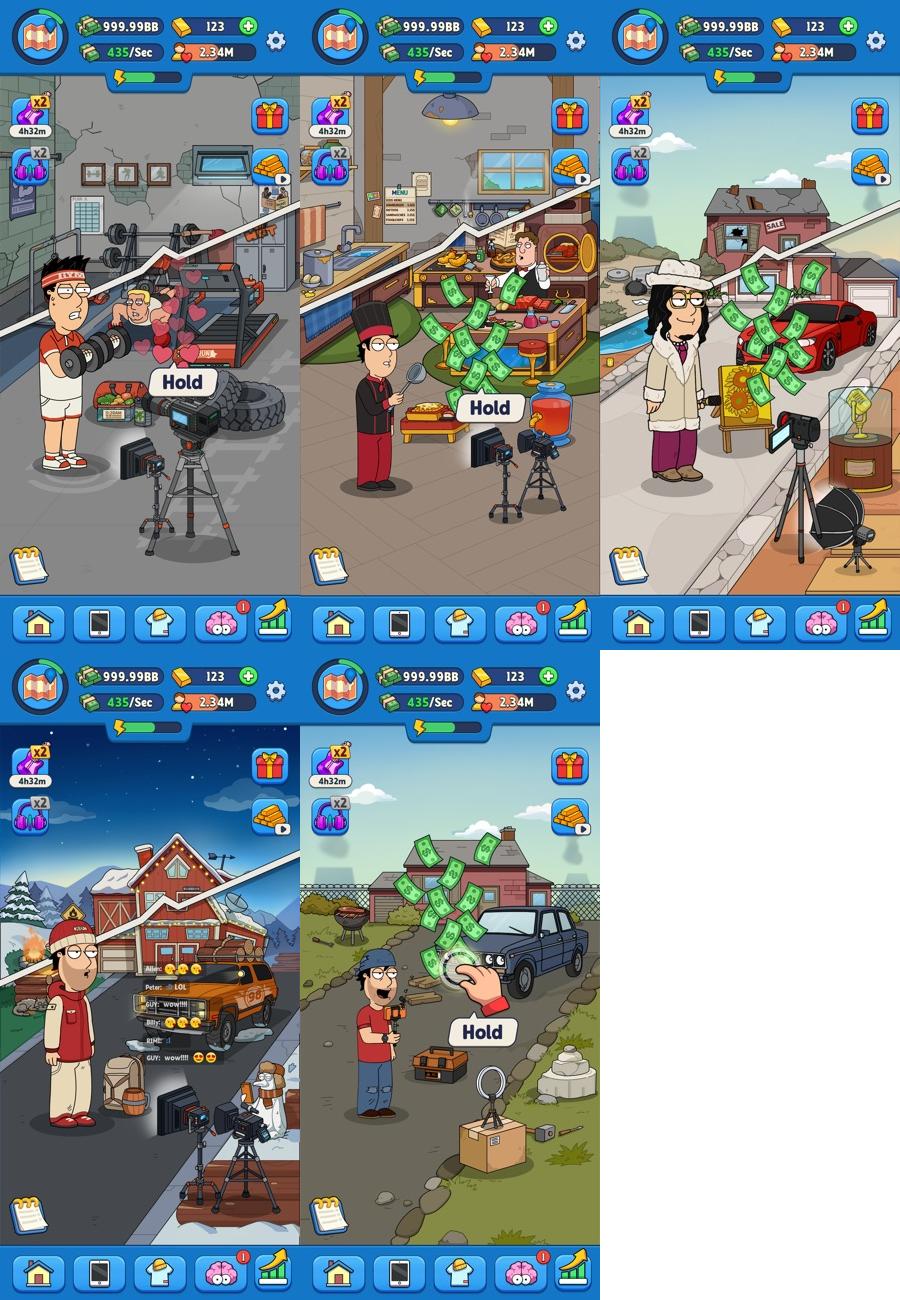 999.99BB 123
435/Sec 2.34M
x2
4h32m
x2
GYM
Hold
1
999.99BB 123
435/Sec 2.34M
x2
4h32m
x2
MENU
Hold
1
999.99BB 123
435/Sec 2.34M
x2
4h32m
x2
SALE
1
999.99BB 123
435/Sec 2.34M
x2
4h32m
x2
Allen:
Peter: LOL
GUY: wow!!!!
Billy:
98
GUY: wow!!!!
1
999.99BB 123
435/Sec 2.34M
x2
4h32m
x2
Hold
1